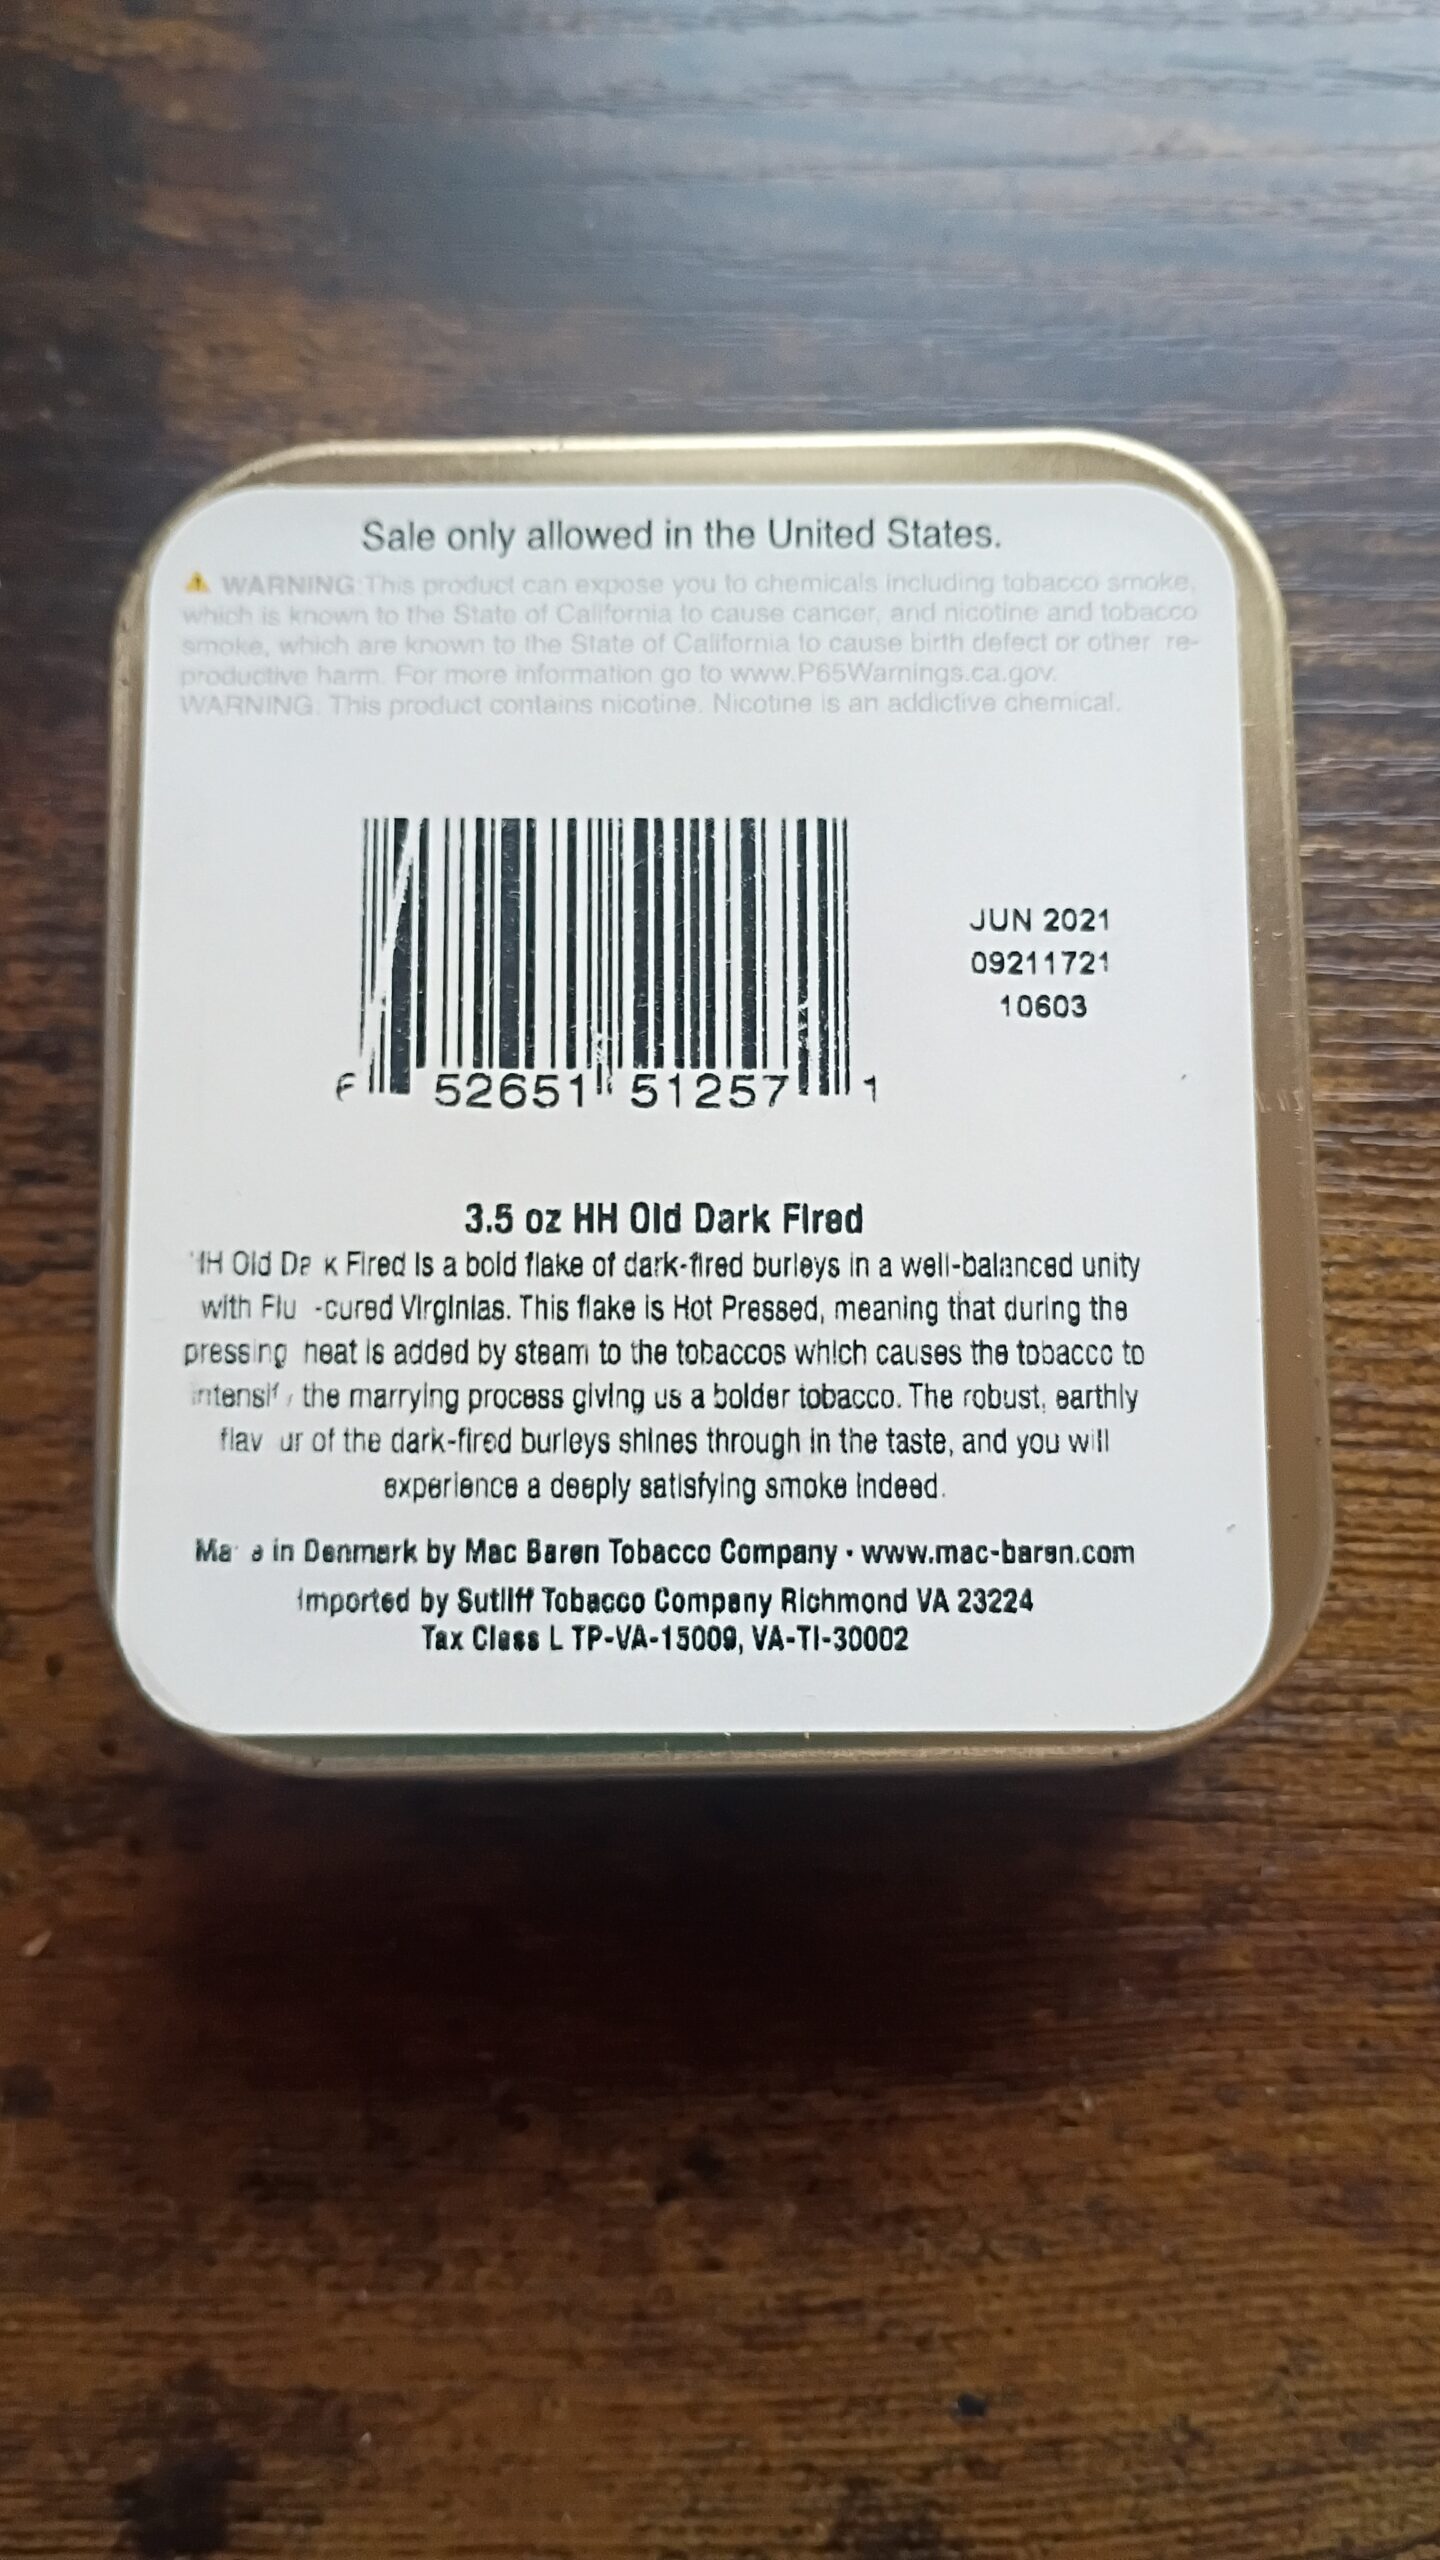 Sale only allowed in the United States.
⚠ WARNING: This product can expose you to chemicals including tobacco smoke,
which is known to the State of California to cause cancer, and nicotine and tobacco
smoke, which are known to the State of California to cause birth defect or other re-
productive harm. For more information go to www.P65Warnings.ca.gov.
WARNING: This product contains nicotine. Nicotine is an addictive chemical.
JUN 2021
09211721
10603
52651 51257 1
3.5 oz HH Old Dark Fired
HH Old Dark Fired is a bold flake of dark-fired burleys in a well-balanced unity
with Flu -cured Virginias. This flake is Hot Pressed, meaning that during the
pressing heat is added by steam to the tobaccos which causes the tobacco to
intensify the marrying process giving us a bolder tobacco. The robust, earthly
flav ur of the dark-fired burleys shines through in the taste, and you will
experience a deeply satisfying smoke indeed.
Made in Denmark by Mac Baren Tobacco Company · www.mac-baren.com
Imported by Sutliff Tobacco Company Richmond VA 23224
Tax Class L TP-VA-15009, VA-TI-30002